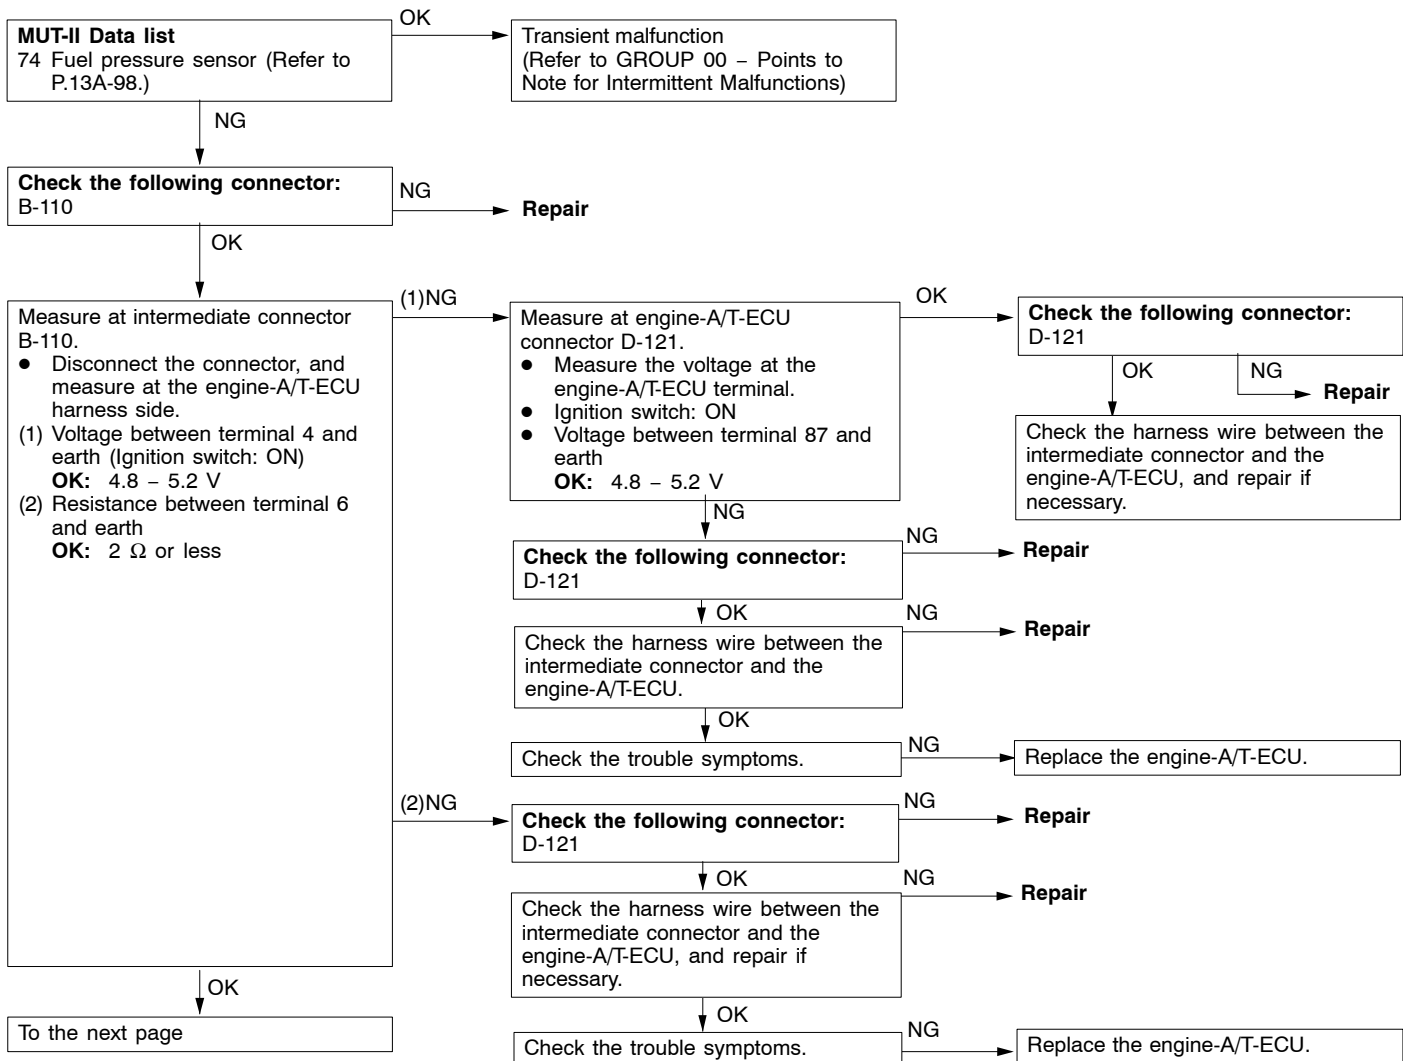 MUT-II Data list
74 Fuel pressure sensor (Refer to
P.13A-98.)
OK
Transient malfunction
(Refer to GROUP 00 – Points to
Note for Intermittent Malfunctions)
NG
Check the following connector:
B-110
NG
Repair
OK
Measure at intermediate connector
B-110.
● Disconnect the connector, and
measure at the engine-A/T-ECU
harness side.
(1) Voltage between terminal 4 and
earth (Ignition switch: ON)
OK: 4.8 – 5.2 V
(2) Resistance between terminal 6
and earth
OK: 2 Ω or less
(1)NG
Measure at engine-A/T-ECU
connector D-121.
● Measure the voltage at the
engine-A/T-ECU terminal.
● Ignition switch: ON
● Voltage between terminal 87 and
earth
OK: 4.8 – 5.2 V
OK
Check the following connector:
D-121
OK
NG
Repair
Check the harness wire between the
intermediate connector and the
engine-A/T-ECU, and repair if
necessary.
NG
Check the following connector:
D-121
NG
Repair
OK
Check the harness wire between the
intermediate connector and the
engine-A/T-ECU.
NG
Repair
OK
Check the trouble symptoms.
NG
Replace the engine-A/T-ECU.
(2)NG
Check the following connector:
D-121
NG
Repair
OK
Check the harness wire between the
intermediate connector and the
engine-A/T-ECU, and repair if
necessary.
NG
Repair
OK
Check the trouble symptoms.
NG
Replace the engine-A/T-ECU.
OK
To the next page